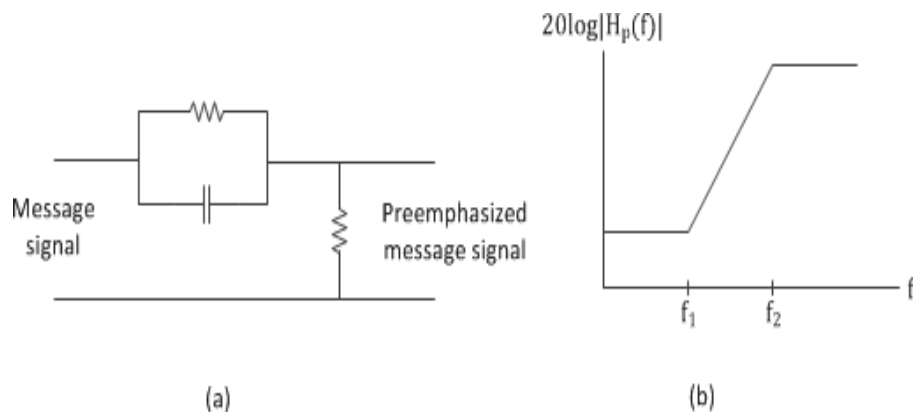 20log|Hₚ(f)|
Message
signal
Preemphasized
message signal
f₁
f₂
f
(a)
(b)